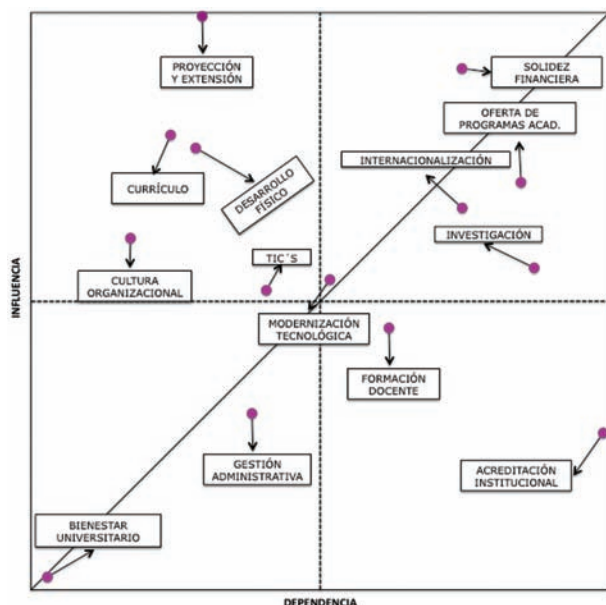 PROYECCIÓN
Y EXTENSIÓN
SOLIDEZ
FINANCIERA
OFERTA DE
PROGRAMAS ACAD.
INTERNACIONALIZACIÓN
CURRÍCULO
DESARROLLO
FÍSICO
INVESTIGACIÓN
TIC´S
CULTURA
ORGANIZACIONAL
INFLUENCIA
MODERNIZACIÓN
TECNOLÓGICA
FORMACIÓN
DOCENTE
GESTIÓN
ADMINISTRATIVA
ACREDITACIÓN
INSTITUCIONAL
BIENESTAR
UNIVERSITARIO
DEPENDENCIA